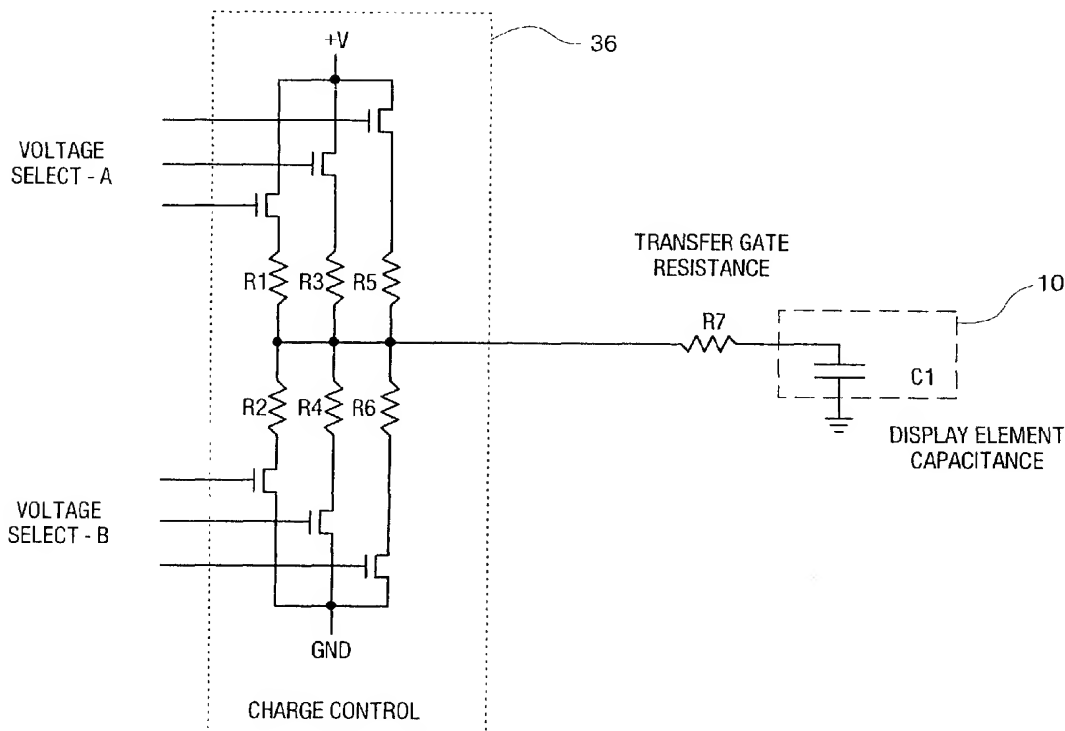 +V
36
VOLTAGE
SELECT - A
R1
R3
R5
TRANSFER GATE
RESISTANCE
10
R7
C1
R2
R4
R6
DISPLAY ELEMENT
CAPACITANCE
VOLTAGE
SELECT - B
GND
CHARGE CONTROL